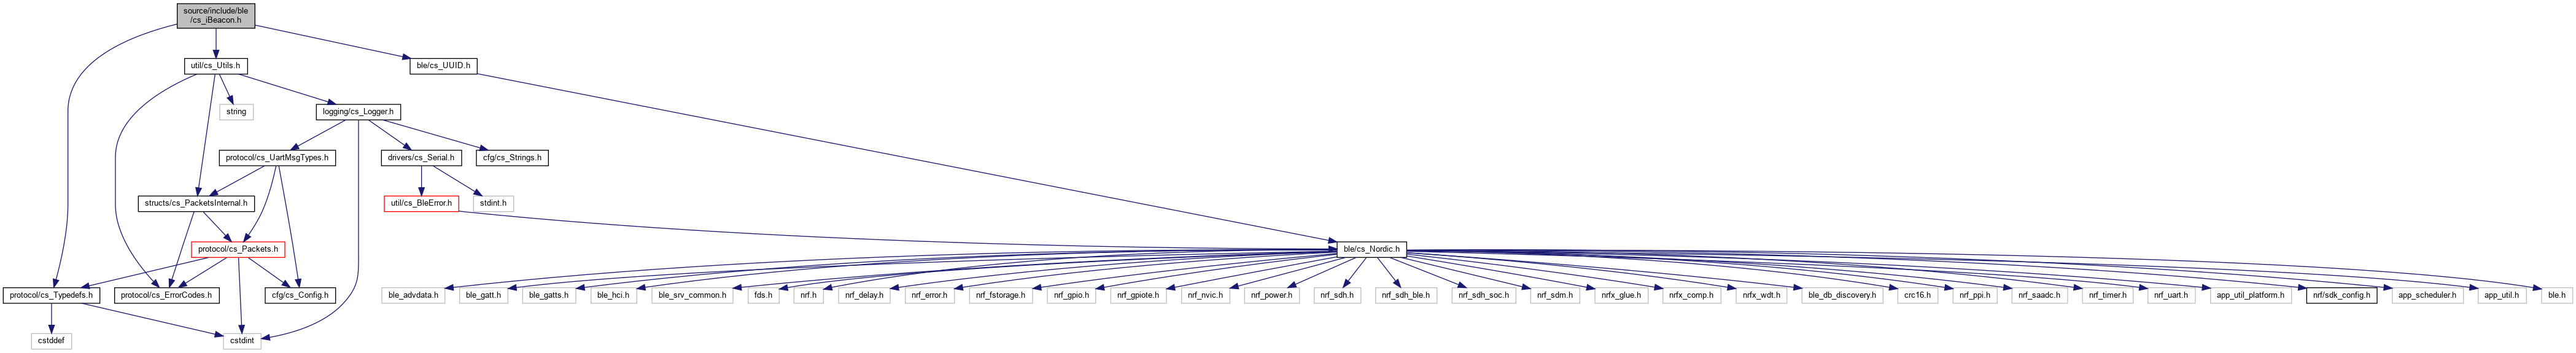 source/include/ble
/cs_iBeacon.h
util/cs_Utils.h
ble/cs_UUID.h
string
logging/cs_Logger.h
protocol/cs_UartMsgTypes.h
drivers/cs_Serial.h
cfg/cs_Strings.h
structs/cs_PacketsInternal.h
util/cs_BleError.h
stdint.h
protocol/cs_Packets.h
ble/cs_Nordic.h
protocol/cs_Typedefs.h
protocol/cs_ErrorCodes.h
cfg/cs_Config.h
ble_advdata.h
ble_gatt.h
ble_gatts.h
ble_hci.h
ble_srv_common.h
fds.h
nrf.h
nrf_delay.h
nrf_error.h
nrf_fstorage.h
nrf_gpio.h
nrf_gpiote.h
nrf_nvic.h
nrf_power.h
nrf_sdh.h
nrf_sdh_ble.h
nrf_sdh_soc.h
nrf_sdm.h
nrfx_glue.h
nrfx_comp.h
nrfx_wdt.h
ble_db_discovery.h
crc16.h
nrf_ppi.h
nrf_saadc.h
nrf_timer.h
nrf_uart.h
app_util_platform.h
nrf/sdk_config.h
app_scheduler.h
app_util.h
ble.h
cstddef
cstdint